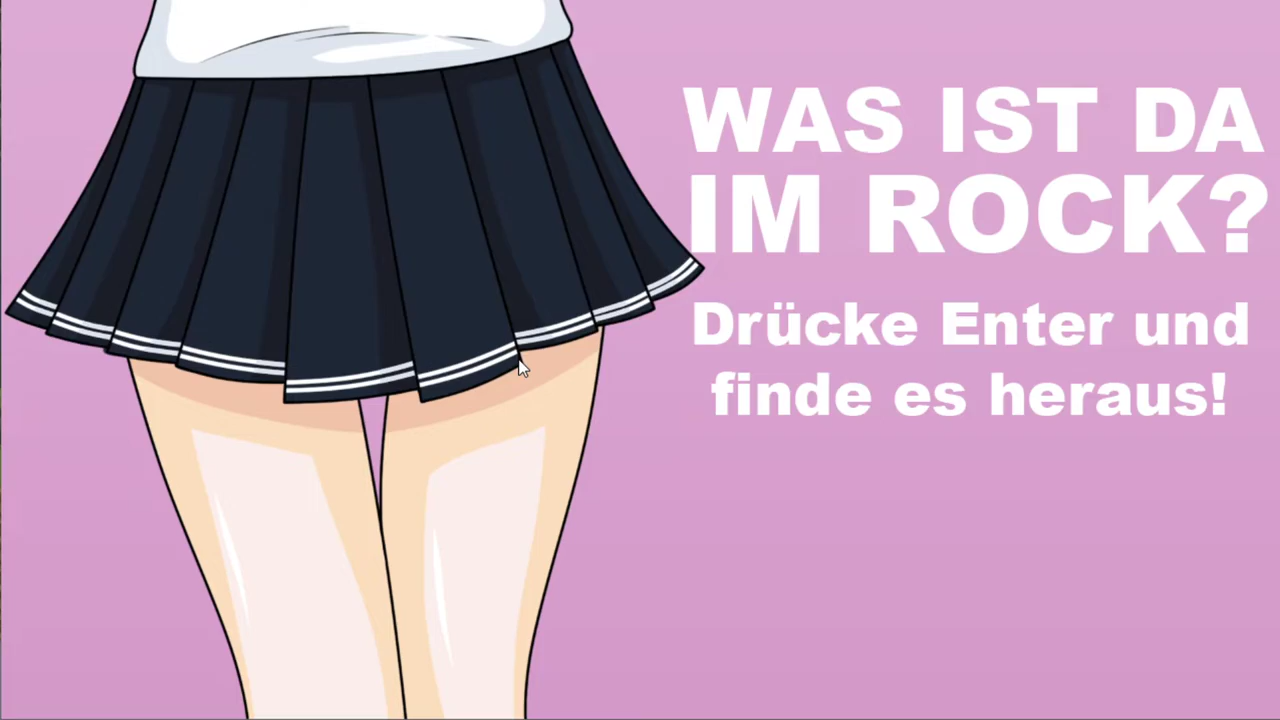 WAS IST DA
IM ROCK?
Drücke Enter und
finde es heraus!